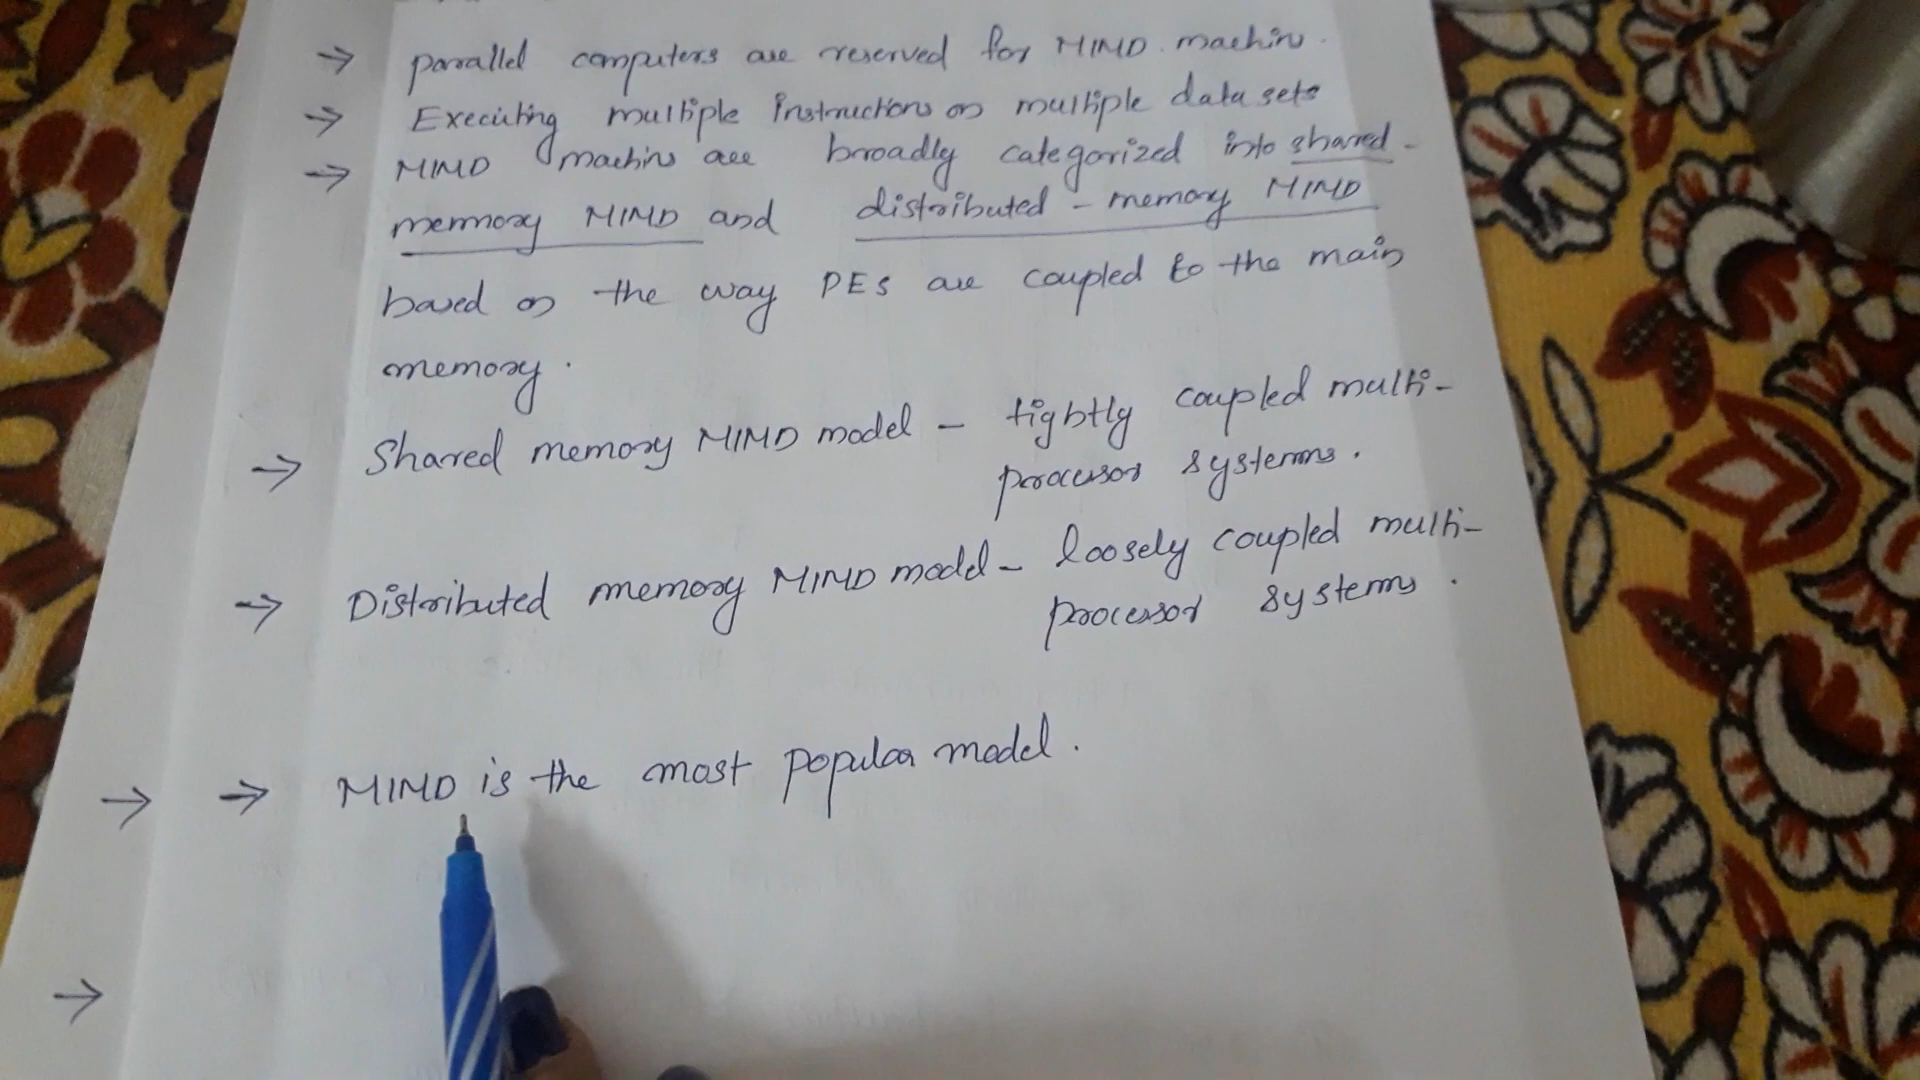 → parallel computers are reserved for MIMD machine.
→ Executing multiple instructions on multiple data sets
→ MIMD machine are broadly categorized into shared -
memory MIMD and distributed - memory MIMD
based on the way PEs are coupled to the main
memory.
→ Shared memory MIMD model - tightly coupled multi-
processor systems.
→ Distributed memory MIMD model - loosely coupled multi-
processor systems.
→ → MIMD is the most popular model.
→